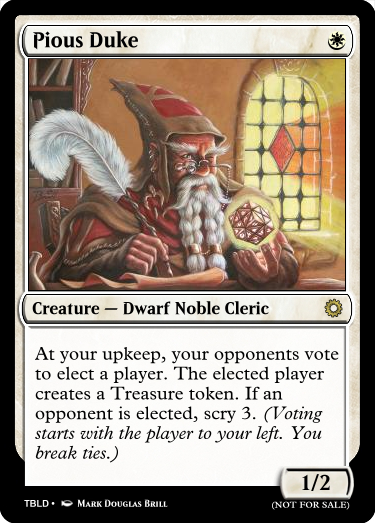 Pious Duke
Creature — Dwarf Noble Cleric
At your upkeep, your opponents vote
to elect a player. The elected player
creates a Treasure token. If an
opponent is elected, scry 3. (Voting
starts with the player to your left. You
break ties.)
1/2
TBLD • Mark Douglas Brill
(NOT FOR SALE)